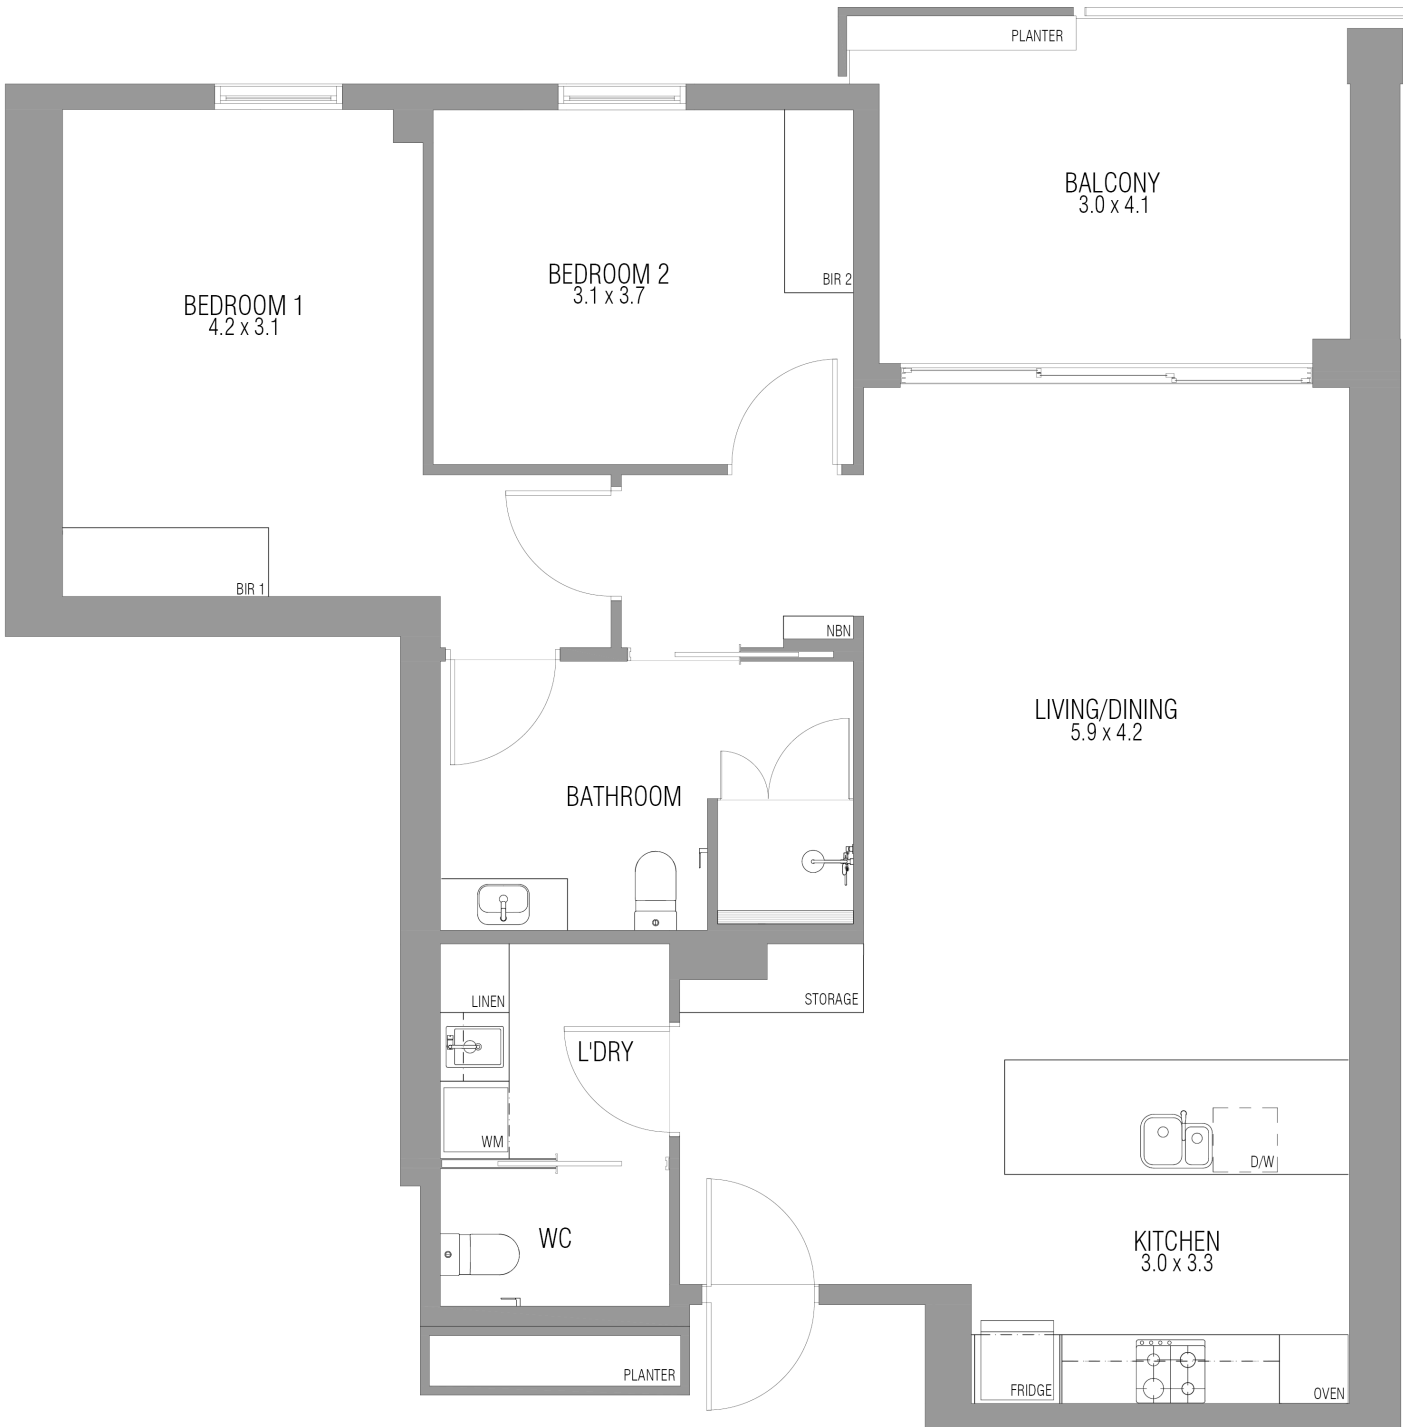 PLANTER
BALCONY
3.0 x 4.1
BEDROOM 2
3.1 x 3.7
BIR 2
BEDROOM 1
4.2 x 3.1
BIR 1
NBN
LIVING/DINING
5.9 x 4.2
BATHROOM
LINEN
STORAGE
L'DRY
WM
D/W
WC
KITCHEN
3.0 x 3.3
PLANTER
FRIDGE
OVEN